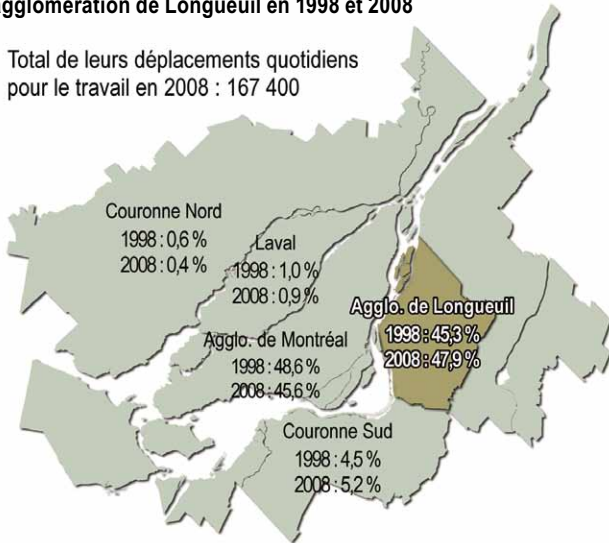 agglomération de Longueuil en 1998 et 2008
Total de leurs déplacements quotidiens
pour le travail en 2008 : 167 400
Couronne Nord
1998 : 0,6 %
2008 : 0,4 %
Laval
1998 : 1,0 %
2008 : 0,9 %
Agglo. de Longueuil
1998 : 45,3 %
2008 : 47,9 %
Agglo. de Montréal
1998 : 48,6 %
2008 : 45,6 %
Couronne Sud
1998 : 4,5 %
2008 : 5,2 %